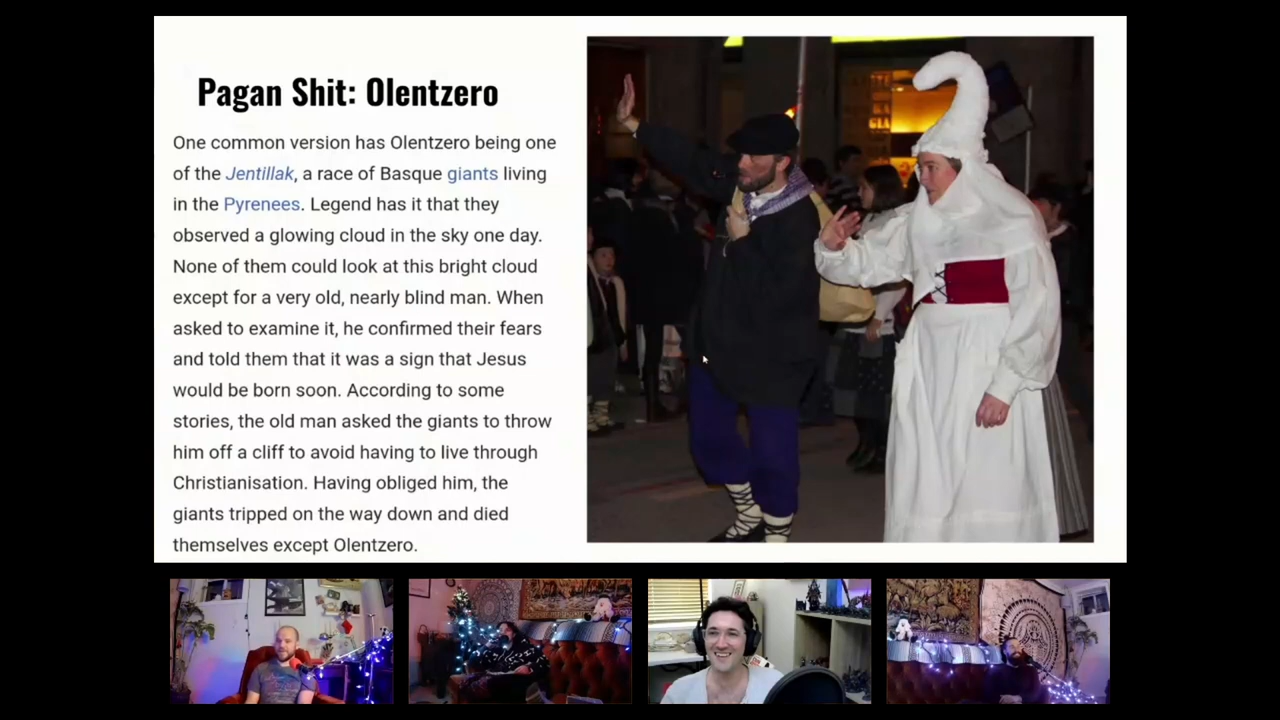 Pagan Shit: Olentzero
One common version has Olentzero being one
of the Jentillak, a race of Basque giants living
in the Pyrenees. Legend has it that they
observed a glowing cloud in the sky one day.
None of them could look at this bright cloud
except for a very old, nearly blind man. When
asked to examine it, he confirmed their fears
and told them that it was a sign that Jesus
would be born soon. According to some
stories, the old man asked the giants to throw
him off a cliff to avoid having to live through
Christianisation. Having obliged him, the
giants tripped on the way down and died
themselves except Olentzero.